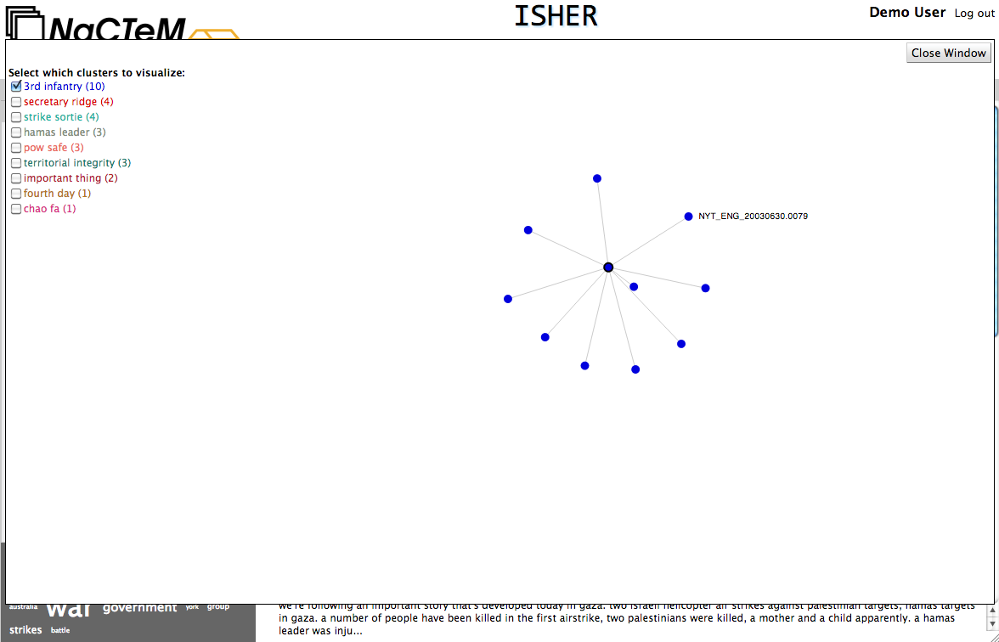 NaCTeM
ISHER
Demo User Log out
Close Window
Select which clusters to visualize:
3rd infantry (10)
secretary ridge (4)
strike sortie (4)
hamas leader (3)
pow safe (3)
territorial integrity (3)
important thing (2)
fourth day (1)
chao fa (1)
NYT_ENG_20030630.0079
australia war government york group
strikes battle
we're following an important story that's developed today in gaza. two israeli helicopter air strikes against palestinian targets, hamas targets
in gaza. a number of people have been killed in the first airstrike, two palestinians were killed, a mother and a child apparently. a hamas
leader was inju...